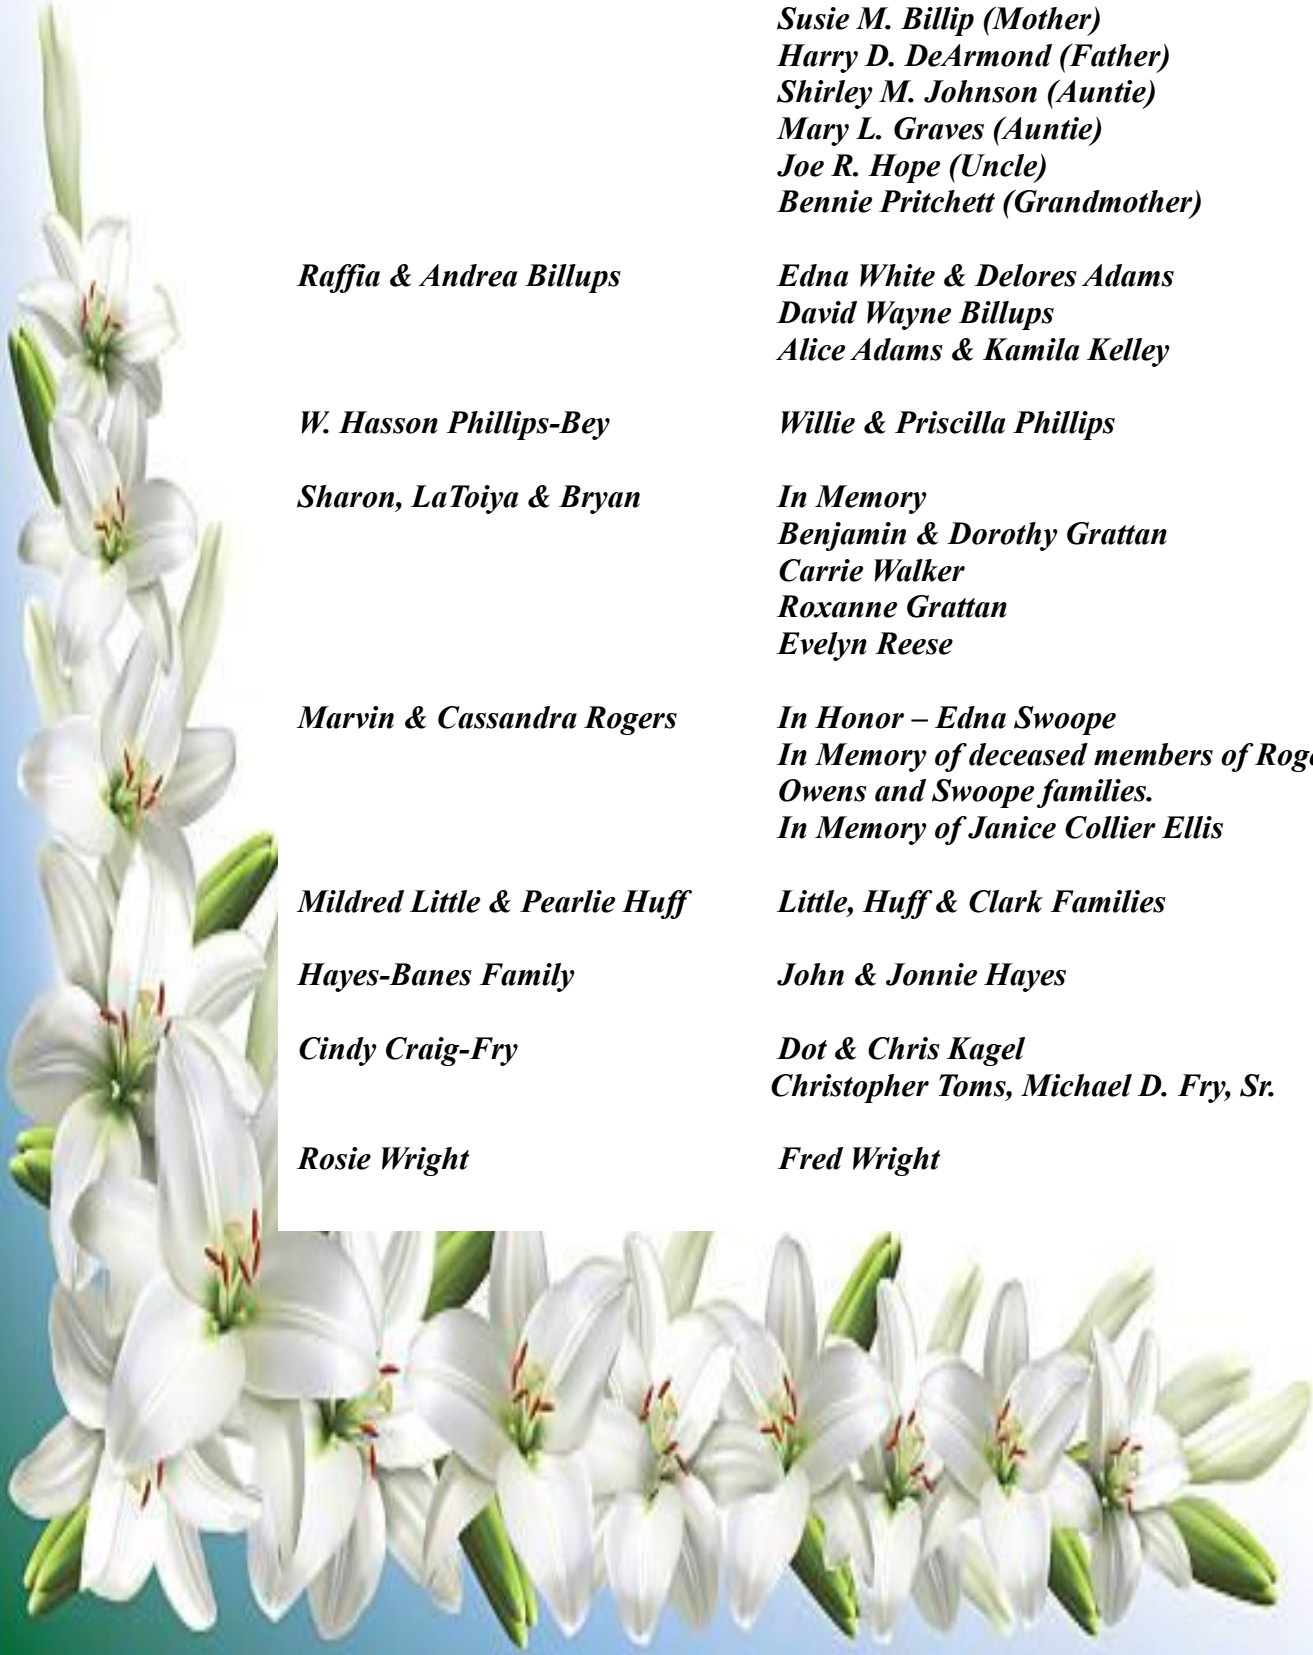 Susie M. Billip (Mother)
Harry D. DeArmond (Father)
Shirley M. Johnson (Auntie)
Mary L. Graves (Auntie)
Joe R. Hope (Uncle)
Bennie Pritchett (Grandmother)
Raffia & Andrea Billups Edna White & Delores Adams
David Wayne Billups
Alice Adams & Kamila Kelley
W. Hasson Phillips-Bey Willie & Priscilla Phillips
Sharon, LaToiya & Bryan In Memory
Benjamin & Dorothy Grattan
Carrie Walker
Roxanne Grattan
Evelyn Reese
Marvin & Cassandra Rogers In Honor – Edna Swoope
In Memory of deceased members of
Owens and Swoope families.
In Memory of Janice Collier Ellis
Mildred Little & Pearlie Huff Little, Huff & Clark Families
Hayes-Banes Family John & Jonnie Hayes
Cindy Craig-Fry Dot & Chris Kagel
Christopher Toms, Michael D. Fry, Sr.
Rosie Wright Fred Wright